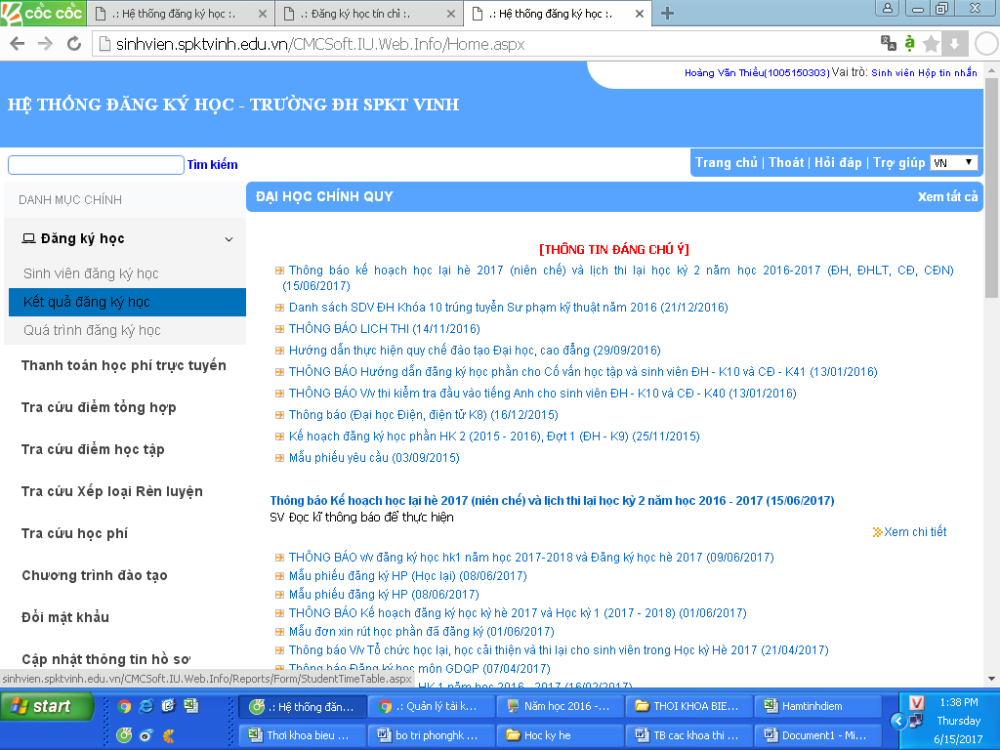 cốc cốc
.: Hệ thống đăng ký học :.
.: Đăng ký học tín chỉ :.
.: Hệ thống đăng ký học :.
sinhvien.spktvinh.edu.vn/CMCSoft.IU.Web.Info/Home.aspx
Hoàng Văn Thiều(1005150303) Vai trò: Sinh viên Hộp tin nhắn
HỆ THỐNG ĐĂNG KÝ HỌC - TRƯỜNG ĐH SPKT VINH
Tìm kiếm
Trang chủ | Thoát | Hỏi đáp | Trợ giúp VN
DANH MỤC CHÍNH
Đăng ký học
Sinh viên đăng ký học
Kết quả đăng ký học
Quá trình đăng ký học
Thanh toán học phí trực tuyến
Tra cứu điểm tổng hợp
Tra cứu điểm học tập
Tra cứu Xếp loại Rèn luyện
Tra cứu học phí
Chương trình đào tạo
Đổi mật khẩu
Cập nhật thông tin hồ sơ
ĐẠI HỌC CHÍNH QUY
Xem tất cả
[THÔNG TIN ĐÁNG CHÚ Ý]
Thông báo kế hoạch học lại hè 2017 (niên chế) và lịch thi lại học kỳ 2 năm học 2016-2017 (ĐH, ĐHLT, CĐ, CĐN)
(15/06/2017)
Danh sách SDV ĐH Khóa 10 trúng tuyển Sư phạm kỹ thuật năm 2016 (21/12/2016)
THÔNG BÁO LICH THI (14/11/2016)
Hướng dẫn thực hiện quy chế đào tạo Đại học, cao đẳng (29/09/2016)
THÔNG BÁO Hướng dẫn đăng ký học phần cho Cố vấn học tập và sinh viên ĐH - K10 và CĐ - K41 (13/01/2016)
THÔNG BÁO V/v thi kiểm tra đầu vào tiếng Anh cho sinh viên ĐH - K10 và CĐ - K40 (13/01/2016)
Thông báo (Đại học Điện, điện tử K8) (16/12/2015)
Kế hoạch đăng ký học phần HK 2 (2015 - 2016), Đợt 1 (ĐH - K9) (25/11/2015)
Mẫu phiếu yêu cầu (03/09/2015)
Thông báo Kế hoạch học lại hè 2017 (niên chế) và lịch thi lại học kỳ 2 năm học 2016 - 2017 (15/06/2017)
SV Đọc kĩ thông báo để thực hiện
Xem chi tiết
THÔNG BÁO v/v đăng ký học hk1 năm học 2017-2018 và Đăng ký học hè 2017 (09/06/2017)
Mẫu phiếu đăng ký HP (Học lại) (08/06/2017)
Mẫu phiếu đăng ký HP (08/06/2017)
THÔNG BÁO Kế hoạch đăng ký học kỳ hè 2017 và Học kỳ 1 (2017 - 2018) (01/06/2017)
Mẫu đơn xin rút học phần đã đăng ký (01/06/2017)
Thông báo V/v Tổ chức học lại, học cải thiện và thi lại cho sinh viên trong Học kỳ Hè 2017 (21/04/2017)
Thông báo Đăng ký học môn GDQP (07/04/2017)
HK 1 năm 2016 - 2017 (16/02/2017)
sinhvien.spktvinh.edu.vn/CMCSoft.IU.Web.Info/Reports/Form/StudentTimeTable.aspx
start
.: Hệ thống đăn...
.: Quản lý tài k...
Năm học 2016 -...
THOI KHOA BIE...
Hamtinhdiem
1:38 PM
Thơi khoa bieu ...
bo tri phonghk ...
Hoc ky he
TB cac khoa thi ...
Document1 - Mi...
Thursday
6/15/2017